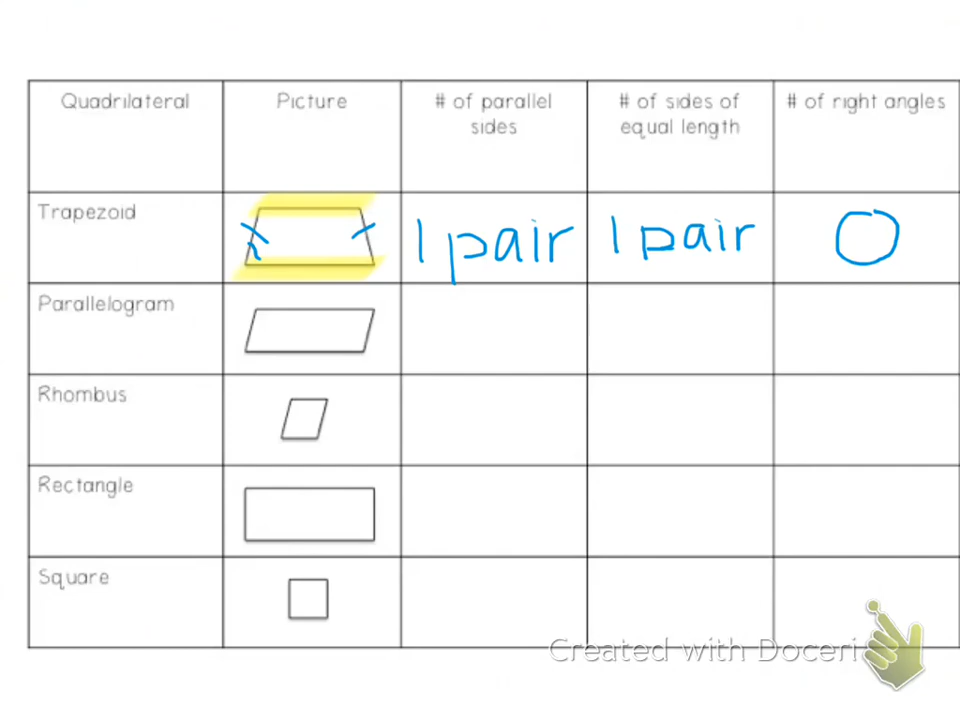 Quadrilateral
Picture
# of parallel
sides
# of sides of
equal length
# of right angles
Trapezoid
1 pair
1 pair
0
Parallelogram
Rhombus
Rectangle
Square
Created with Doceri